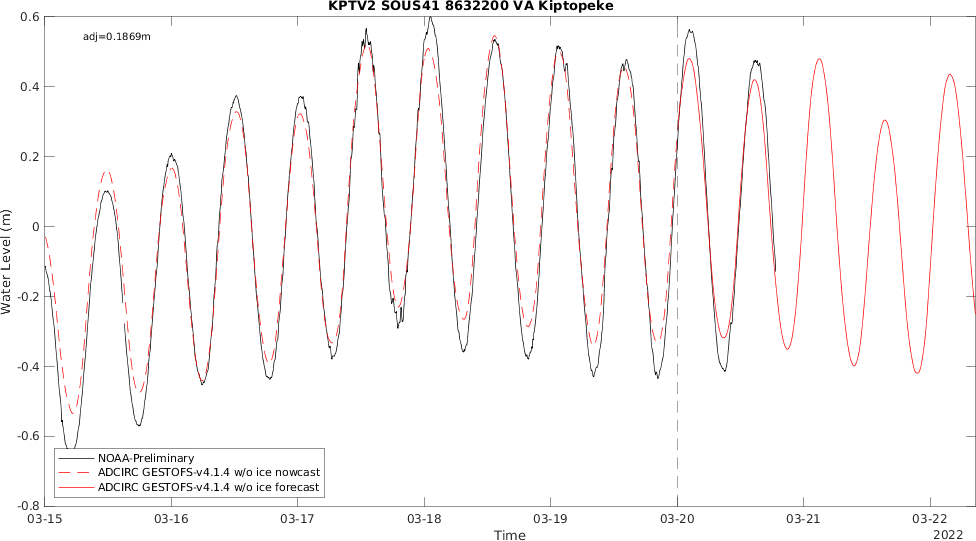 KPTV2 SOUS41 8632200 VA Kiptopeke
adj=0.1869m
0.6
0.4
0.2
0
-0.2
-0.4
-0.6
-0.8
Water Level (m)
NOAA-Preliminary
ADCIRC GESTOFS-v4.1.4 w/o ice nowcast
ADCIRC GESTOFS-v4.1.4 w/o ice forecast
03-15 03-16 03-17 03-18 03-19 03-20 03-21 03-22
Time
2022